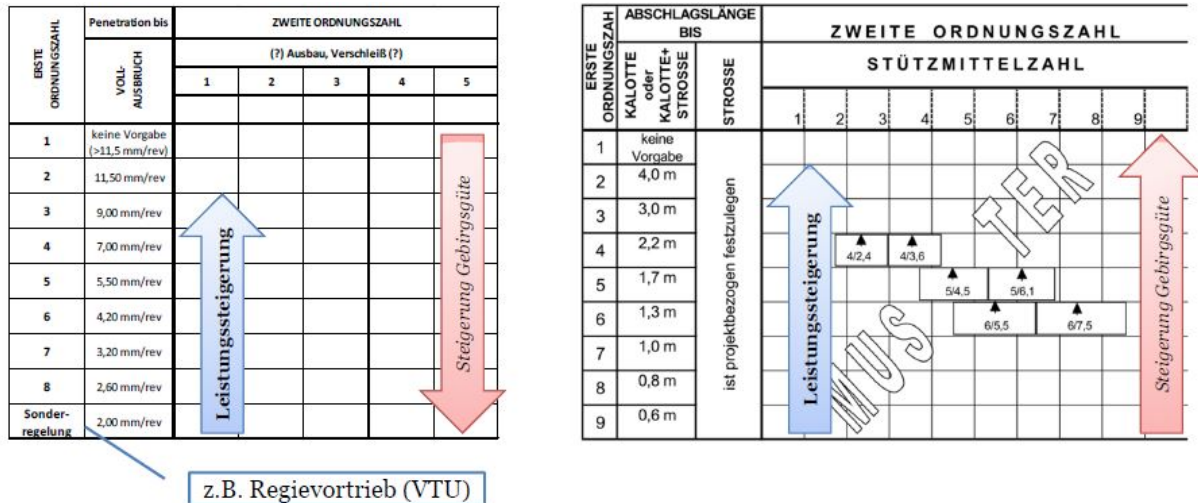 ERSTE
ORDNUNGSZAHL
Penetration bis
ZWEITE ORDNUNGSZAHL
VOLL-
AUSBRUCH
(?) Ausbau, Verschleiß (?)
1 2 3 4 5
1 keine Vorgabe
(>11,5 mm/rev)
2 11,50 mm/rev
3 9,00 mm/rev
4 7,00 mm/rev
5 5,50 mm/rev
6 4,20 mm/rev
7 3,20 mm/rev
8 2,60 mm/rev
Sonder-
regelung 2,00 mm/rev
Leistungssteigerung
Steigerung Gebirgsgüte
z.B. Regievortrieb (VTU)
ERSTE
ORDNUNGSZAH
ABSCHLAGSLÄNGE
BIS
KALOTTE
oder
KALOTTE+
STROSSE
STROSSE
ZWEITE ORDNUNGSZAHL
STÜTZMITTELZAHL
1 2 3 4 5 6 7 8 9
1 keine
Vorgabe
2 4,0 m
3 3,0 m
4 2,2 m
5 1,7 m
6 1,3 m
7 1,0 m
8 0,8 m
9 0,6 m
ist projektbezogen festzulegen
4/2,4 4/3,6
5/4,5 5/6,1
6/5,5 6/7,5
MUS TER
Leistungssteigerung
Steigerung Gebirgsgüte